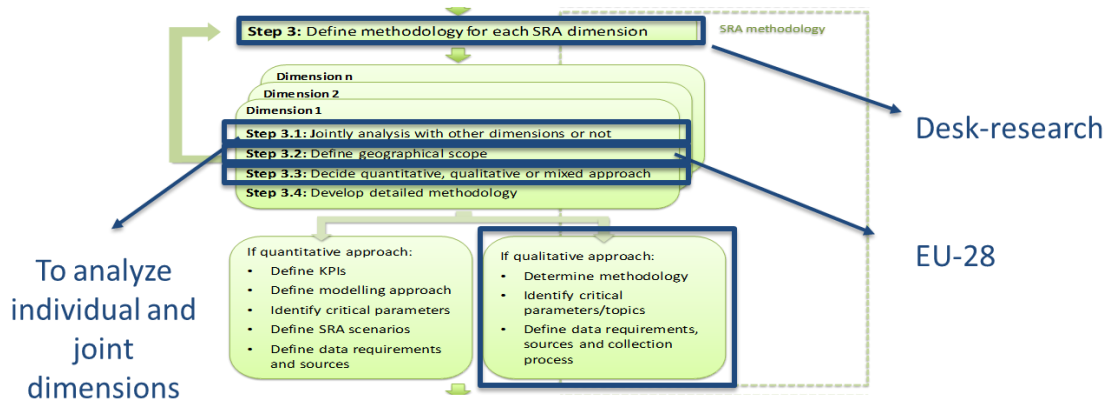 Step 3: Define methodology for each SRA dimension
SRA methodology
Dimension n
Dimension 2
Dimension 1
Step 3.1: Jointly analysis with other dimensions or not
Step 3.2: Define geographical scope
Step 3.3: Decide quantitative, qualitative or mixed approach
Step 3.4: Develop detailed methodology
Desk-research
EU-28
To analyze
individual and
joint
dimensions
If quantitative approach:
• Define KPIs
• Define modelling approach
• Identify critical parameters
• Define SRA scenarios
• Define data requirements
and sources
If qualitative approach:
• Determine methodology
• Identify critical
parameters/topics
• Define data requirements,
sources and collection
process